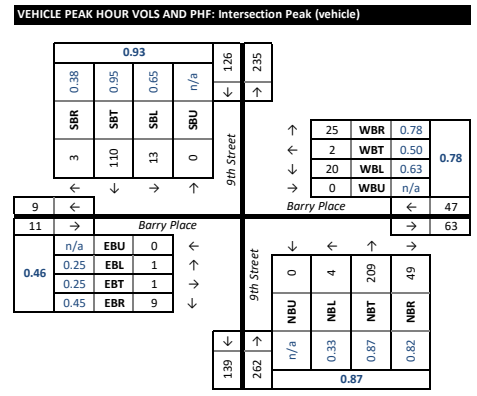 VEHICLE PEAK HOUR VOLS AND PHF: Intersection Peak (vehicle)
0.93
126
235
0.38
0.95
0.65
n/a
↓
↑
SBR
SBT
SBL
SBU
9th Street
3
110
13
0
←
↓
→
↑
↑ 25 WBR 0.78
← 2 WBT 0.50
↓ 20 WBL 0.63
→ 0 WBU n/a
0.78
9 ←
Barry Place
← 47
11 →
Barry Place
→ 63
0.46
n/a EBU 0 ←
0.25 EBL 1 ↑
0.25 EBT 1 →
0.45 EBR 9 ↓
9th Street
↓
←
↑
→
0
4
209
49
NBU
NBL
NBT
NBR
n/a
0.33
0.87
0.82
↓
↑
139
262
0.87